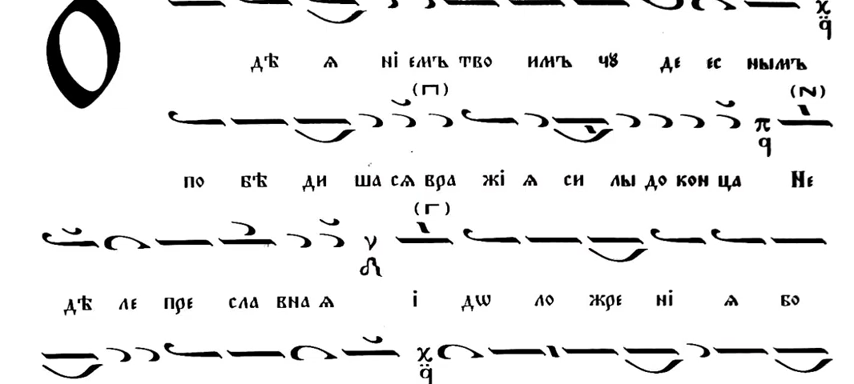 О дѣ ѧ ні емъ тво имъ чꙋ де ес нымъ
(П) (N)
по бѣ ди ша сѧ вра жі ѧ си лы до кон ца Не
(Г)
дѣ ле пре сла вна ѧ і дѡ ло жре ні ѧ бо